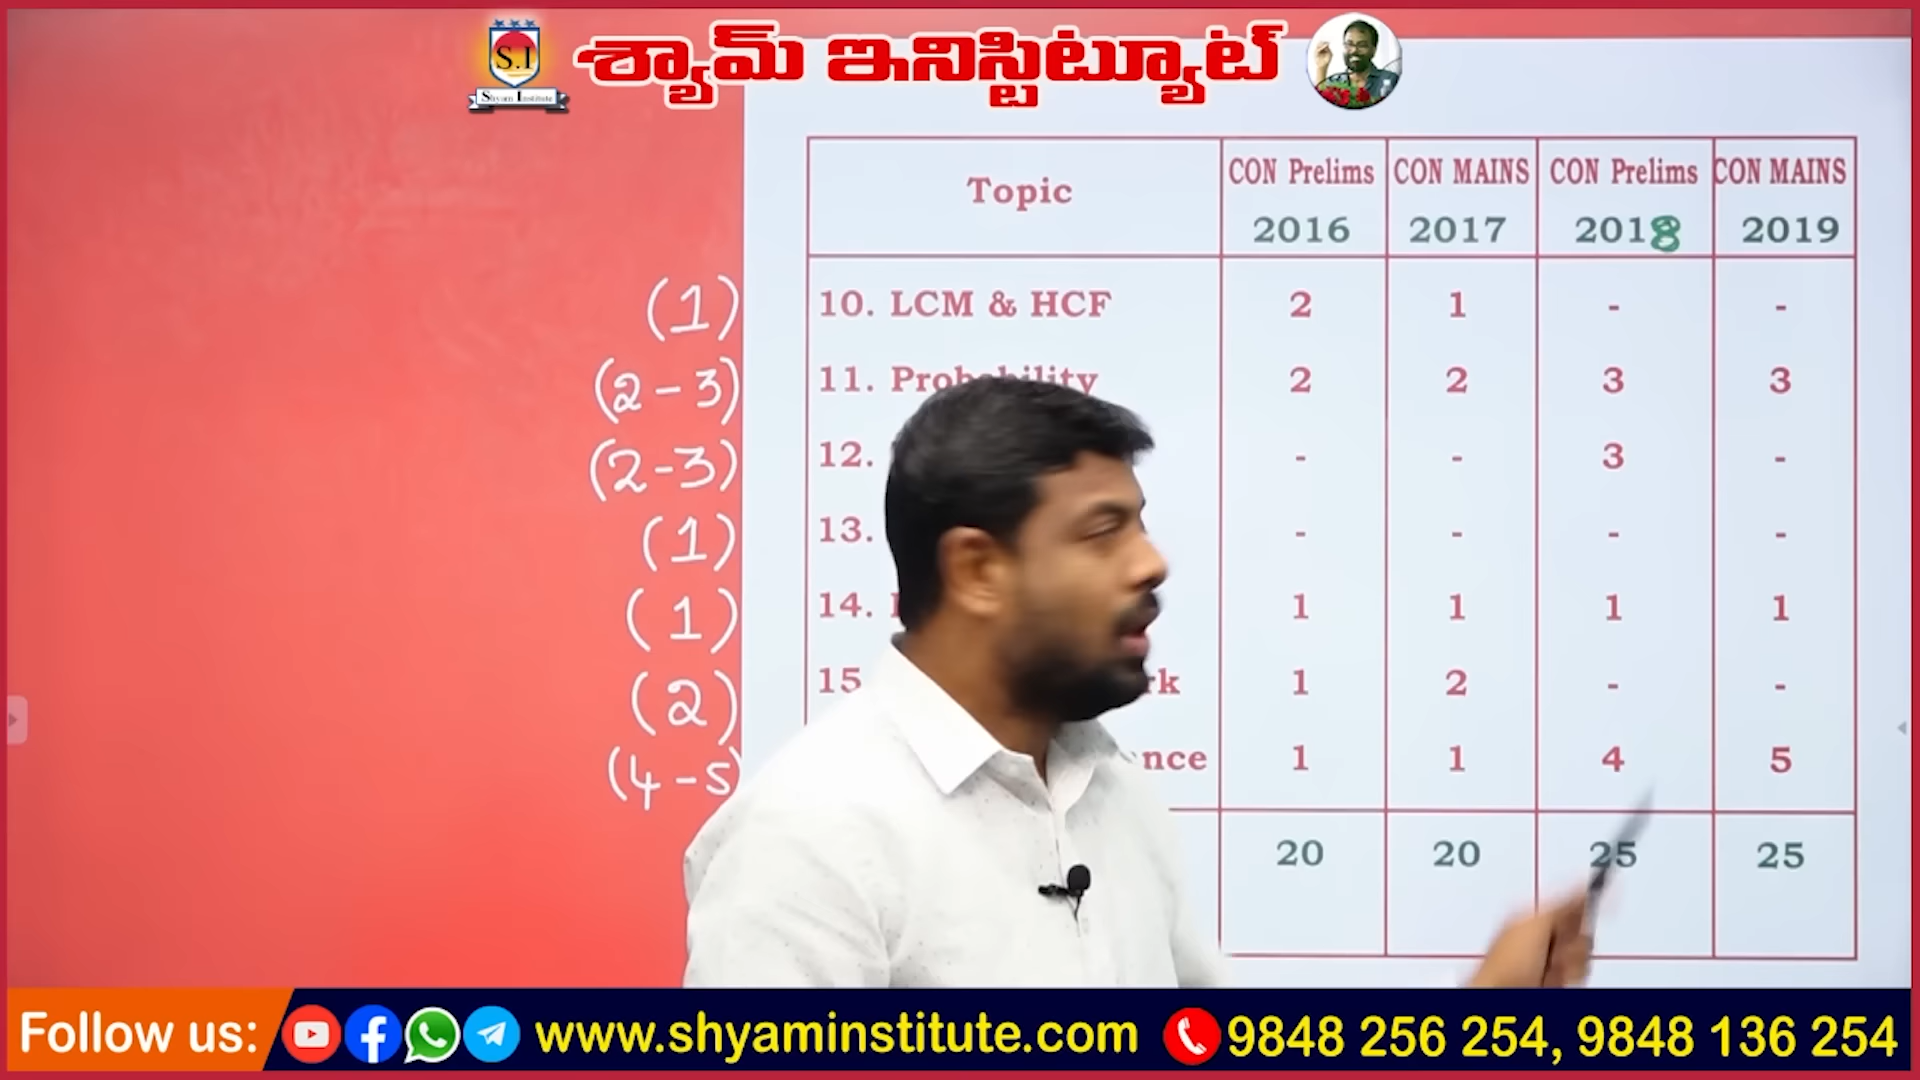 S.I
Shyam Institute
శ్యామ్ ఇనిస్టిట్యూట్
Topic CON Prelims 2016 CON MAINS 2017 CON Prelims 2018 CON MAINS 2019
(1) 10. LCM & HCF 2 1 - -
(2-3) 11. Probability 2 2 3 3
(2-3) 12. - - 3 -
(1) 13. - - - -
(1) 14. 1 1 1 1
(2) 15 1 2 - -
(4-5) 1 1 4 5
20 20 25 25
Follow us: www.shyaminstitute.com 9848 256 254, 9848 136 254